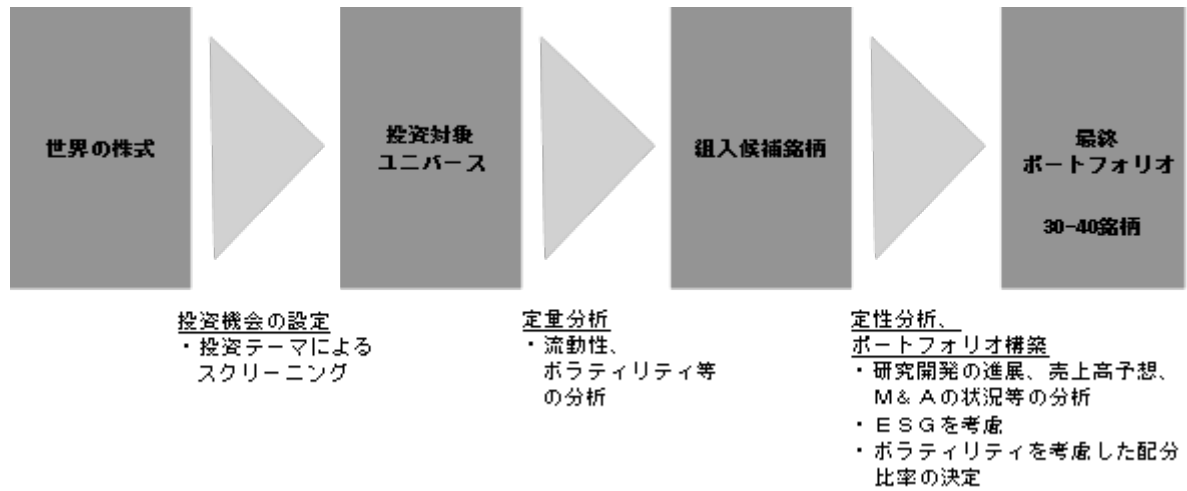 世界の株式
投資対象
ユニバース
組入候補銘柄
最終
ポートフォリオ
30-40銘柄
投資機会の設定
・投資テーマによる
スクリーニング
定量分析
・流動性、
ボラティリティ等
の分析
定性分析、
ポートフォリオ構築
・研究開発の進展、売上高予想、
M&Aの状況等の分析
・ESGを考慮
・ボラティリティを考慮した配分
比率の決定